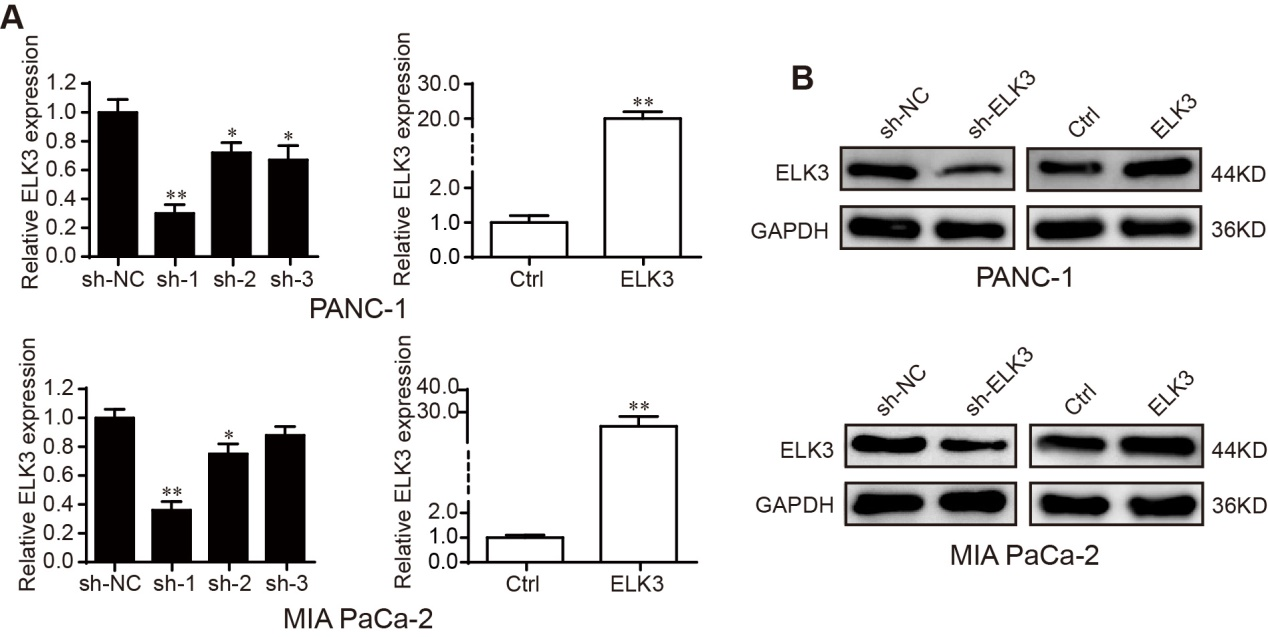 A
Relative ELK3 expression
1.2
1.0
0.8
0.6
0.4
0.2
0.0
**
*
*
sh-NC sh-1 sh-2 sh-3
Relative ELK3 expression
30.0
20.0
2.0
1.0
0.0
**
Ctrl ELK3
PANC-1
Relative ELK3 expression
1.2
1.0
0.8
0.6
0.4
0.2
0.0
**
*
sh-NC sh-1 sh-2 sh-3
Relative ELK3 expression
40.0
30.0
2.0
1.0
0.0
**
Ctrl ELK3
MIA PaCa-2
B
sh-NC sh-ELK3 Ctrl ELK3
ELK3 44KD
GAPDH 36KD
PANC-1
sh-NC sh-ELK3 Ctrl ELK3
ELK3 44KD
GAPDH 36KD
MIA PaCa-2